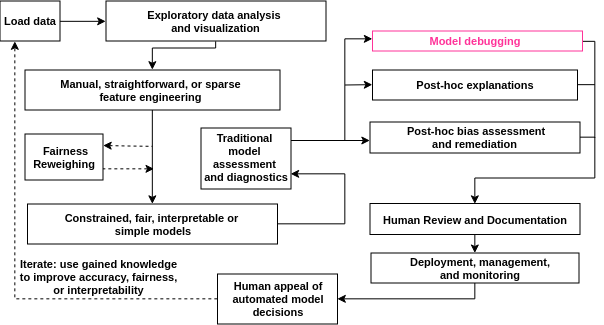 Load data
Exploratory data analysis
and visualization
Model debugging
Manual, straightforward, or sparse
feature engineering
Post-hoc explanations
Fairness
Reweighing
Traditional
model
assessment
and diagnostics
Post-hoc bias assessment
and remediation
Constrained, fair, interpretable or
simple models
Human Review and Documentation
Iterate: use gained knowledge
to improve accuracy, fairness,
or interpretability
Deployment, management,
and monitoring
Human appeal of
automated model
decisions